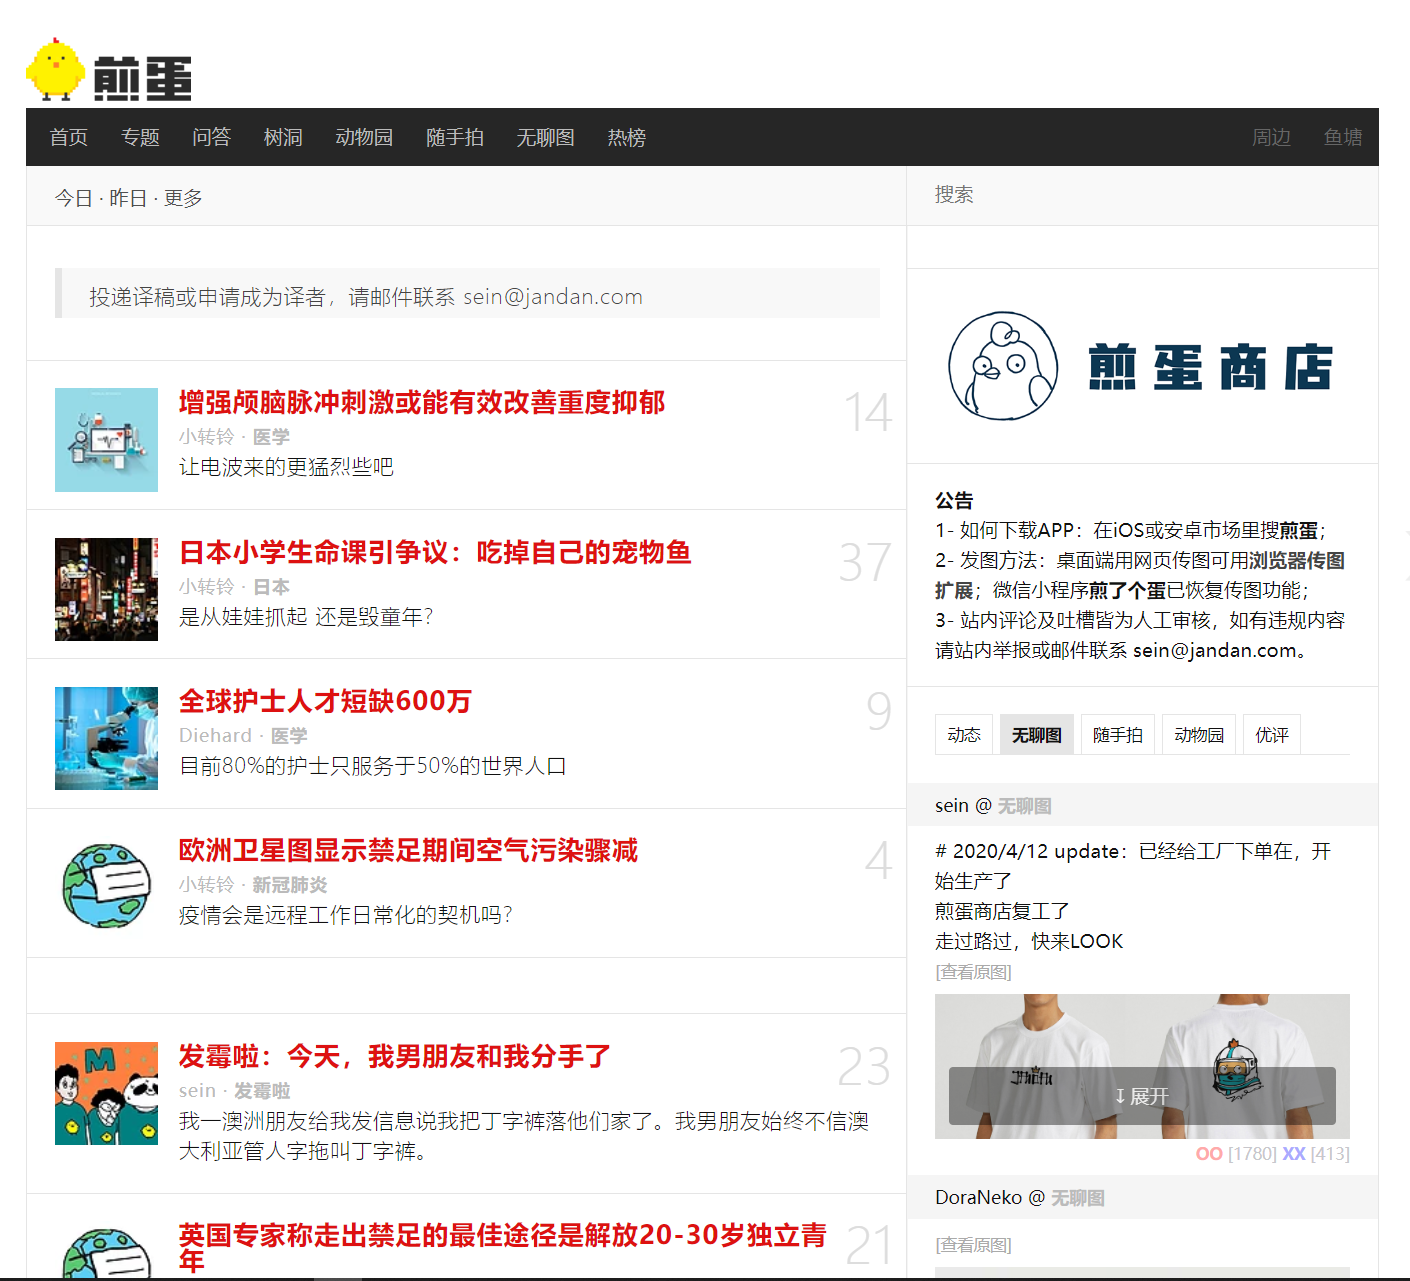 煎蛋
首页 专题 问答 树洞 动物园 随手拍 无聊图 热榜 周边 鱼塘
今日 · 昨日 · 更多
搜索
投递译稿或申请成为译者，请邮件联系 sein@jandan.com
增强颅脑脉冲刺激或能有效改善重度抑郁
14
小转铃 · 医学
让电波来的更猛烈些吧
日本小学生命课引争议：吃掉自己的宠物鱼
37
小转铃 · 日本
是从娃娃抓起 还是毁童年？
全球护士人才短缺600万
9
Diehard · 医学
目前80%的护士只服务于50%的世界人口
欧洲卫星图显示禁足期间空气污染骤减
4
小转铃 · 新冠肺炎
疫情会是远程工作日常化的契机吗？
M
发霉啦：今天，我男朋友和我分手了
23
sein · 发霉啦
我一澳洲朋友给我发信息说我把丁字裤落他们家了。我男朋友始终不信澳
大利亚管人字拖叫丁字裤。
英国专家称走出禁足的最佳途径是解放20-30岁独立青
年
21
煎蛋商店
公告
1- 如何下载APP：在iOS或安卓市场里搜煎蛋；
2- 发图方法：桌面端用网页传图可用浏览器传图
扩展；微信小程序煎了个蛋已恢复传图功能；
3- 站内评论及吐槽皆为人工审核，如有违规内容
请站内举报或邮件联系 sein@jandan.com。
动态 无聊图 随手拍 动物园 优评
sein @ 无聊图
# 2020/4/12 update：已经给工厂下单在，开
始生产了
煎蛋商店复工了
走过路过，快来LOOK
[查看原图]
↧展开
OO [1780] XX [413]
DoraNeko @ 无聊图
[查看原图]